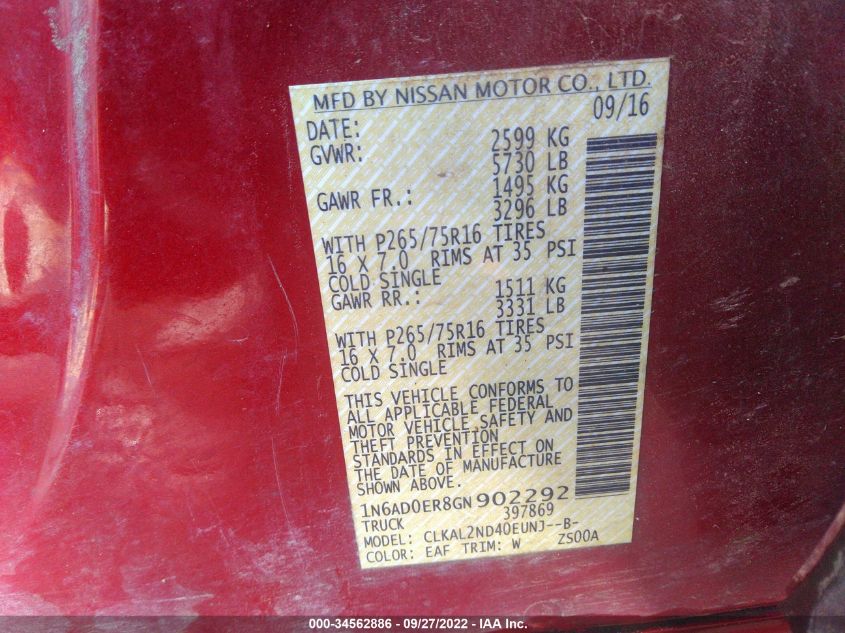 MFD BY NISSAN MOTOR CO., LTD.
DATE: 09/16
GVWR: 2599 KG
5730 LB
GAWR FR.: 1495 KG
3296 LB
WITH P265/75R16 TIRES
16 X 7.0 RIMS AT 35 PSI
COLD SINGLE
GAWR RR.: 1511 KG
3331 LB
WITH P265/75R16 TIRES
16 X 7.0 RIMS AT 35 PSI
COLD SINGLE
THIS VEHICLE CONFORMS TO
ALL APPLICABLE FEDERAL
MOTOR VEHICLE SAFETY AND
THEFT PREVENTION
STANDARDS IN EFFECT ON
THE DATE OF MANUFACTURE
SHOWN ABOVE.
1N6AD0ER8GN902292
TRUCK 397869
MODEL: CLKAL2ND40EUNJ--B-
COLOR: EAF TRIM: W ZS00A
000-34562886 - 09/27/2022 - IAA Inc.